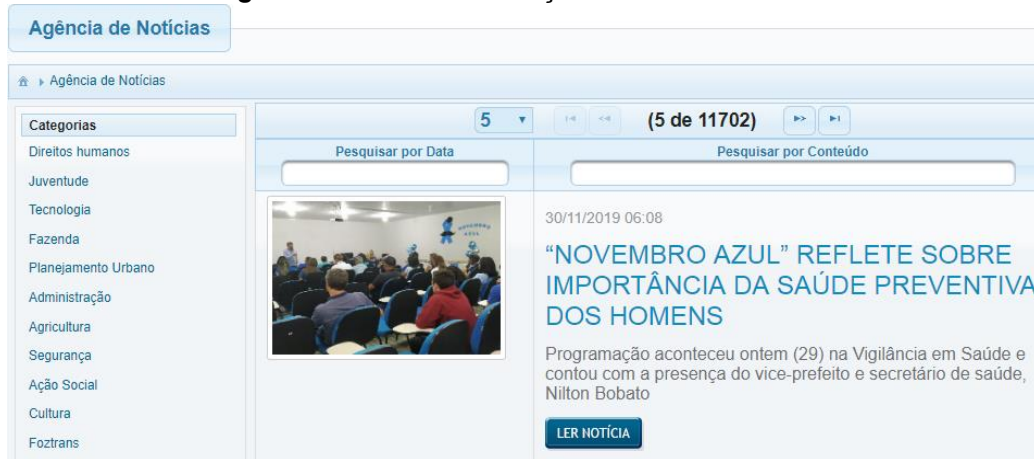 Agência de Notícias
Agência de Notícias
Categorias
Direitos humanos
Juventude
Tecnologia
Fazenda
Planejamento Urbano
Administração
Agricultura
Segurança
Ação Social
Cultura
Foztrans
5
(5 de 11702)
Pesquisar por Data
Pesquisar por Conteúdo
NOVEMBRO
AZUL
30/11/2019 06:08
“NOVEMBRO AZUL” REFLETE SOBRE
IMPORTÂNCIA DA SAÚDE PREVENTIVA
DOS HOMENS
Programação aconteceu ontem (29) na Vigilância em Saúde e
contou com a presença do vice-prefeito e secretário de saúde,
Nilton Bobato
LER NOTÍCIA